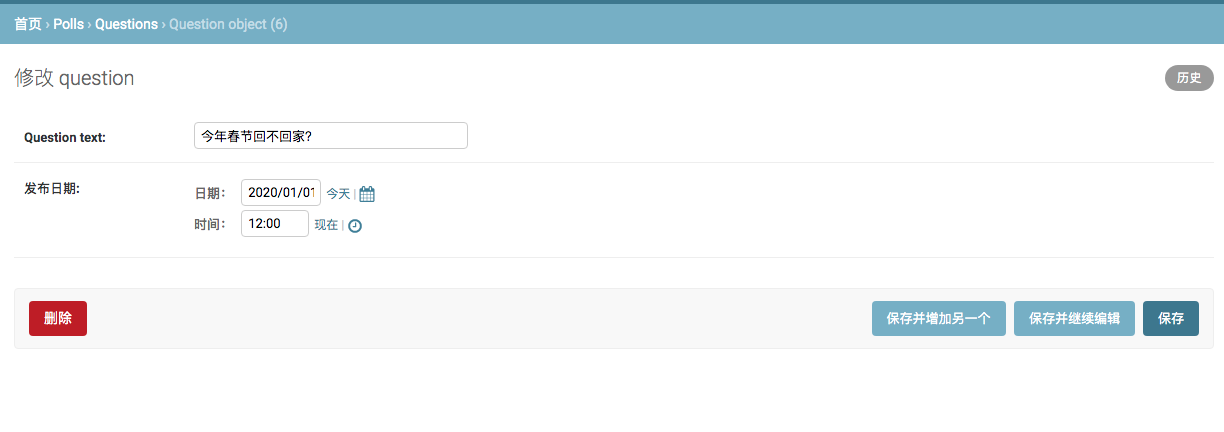 首页 › Polls › Questions › Question object (6)
修改 question
历史
Question text:
今年春节回不回家?
发布日期:
日期：
2020/01/01
今天 |
时间：
12:00
现在 |
删除
保存并增加另一个
保存并继续编辑
保存